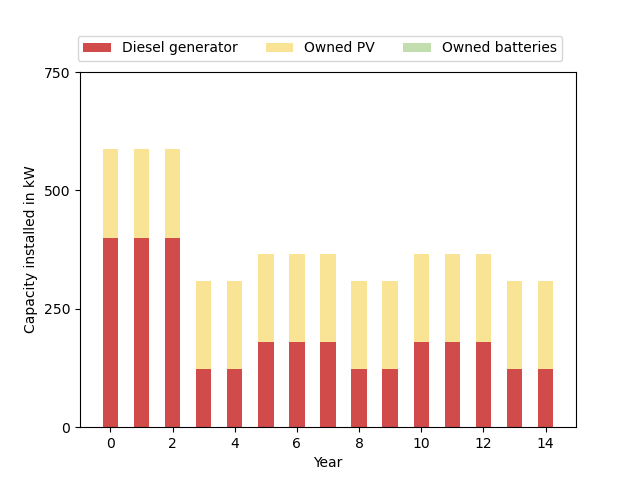 Diesel generator Owned PV Owned batteries
750
500
250
0
Capacity installed in kW
0 2 4 6 8 10 12 14
Year